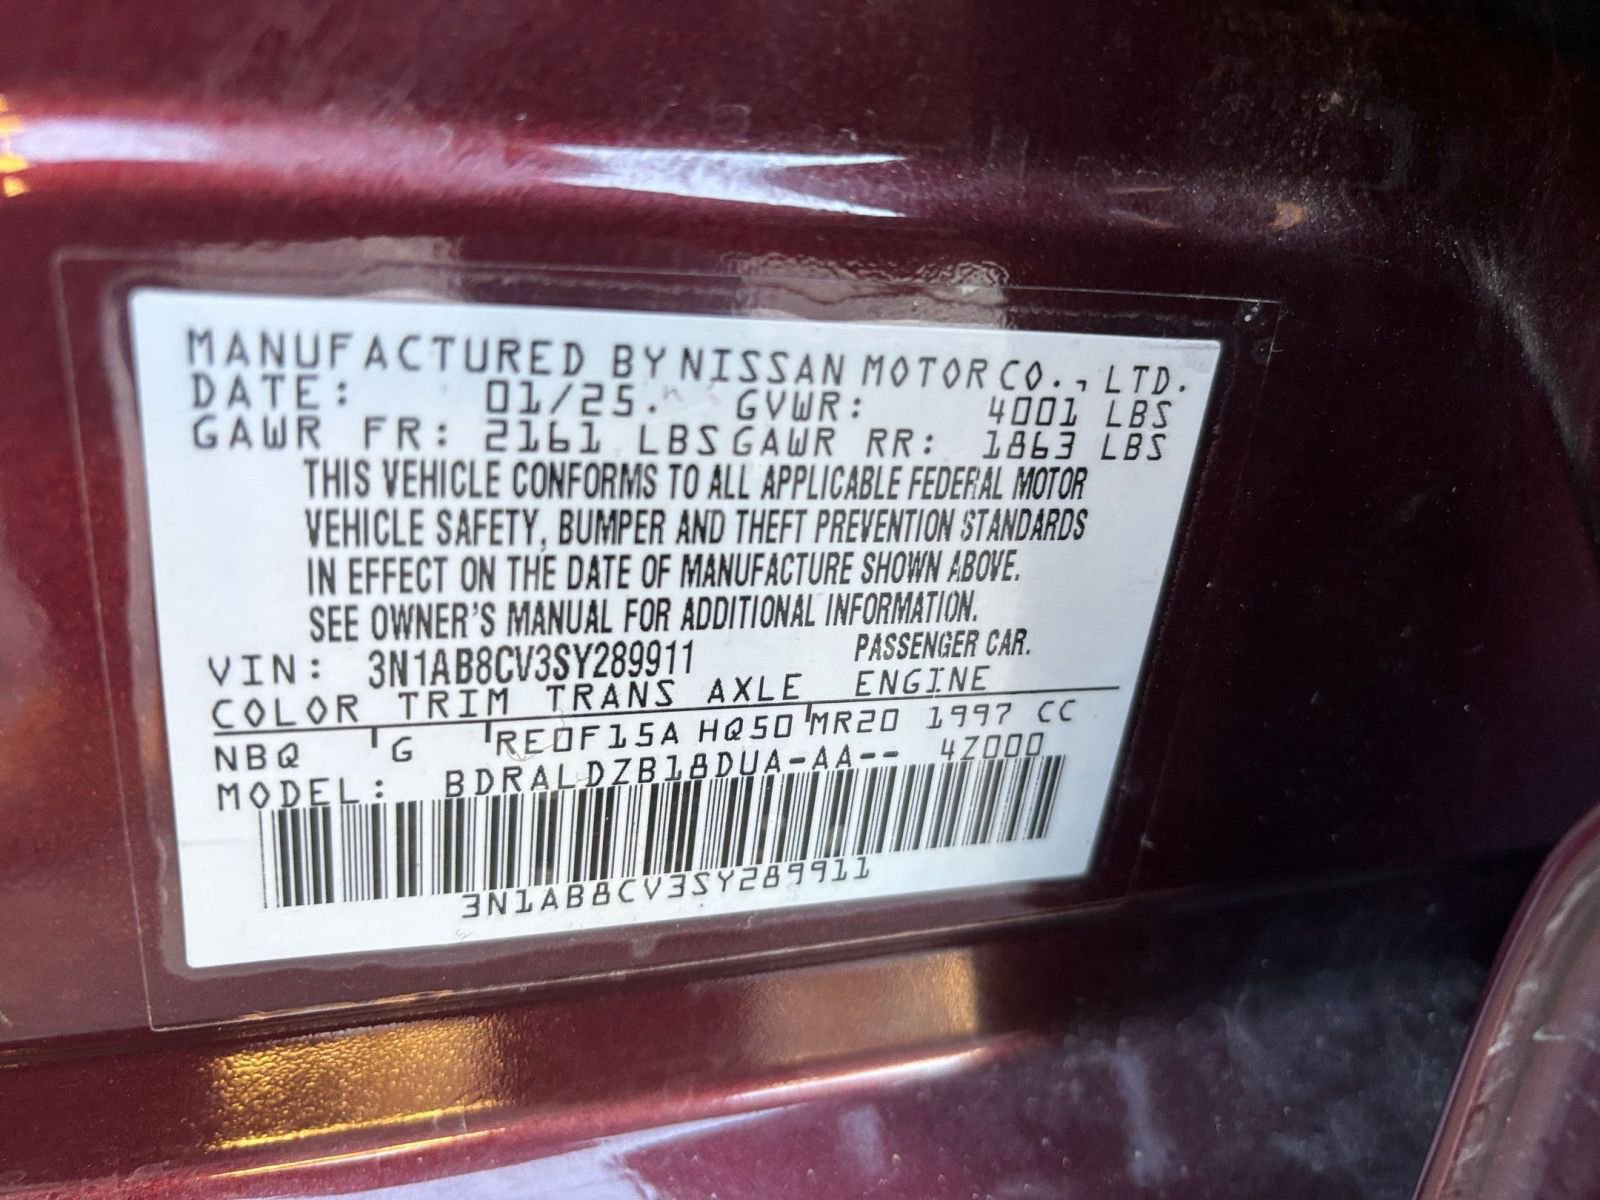 MANUFACTURED BY NISSAN MOTOR CO., LTD.
DATE: 01/25. GVWR: 4001 LBS
GAWR FR: 2161 LBS GAWR RR: 1863 LBS
THIS VEHICLE CONFORMS TO ALL APPLICABLE FEDERAL MOTOR
VEHICLE SAFETY, BUMPER AND THEFT PREVENTION STANDARDS
IN EFFECT ON THE DATE OF MANUFACTURE SHOWN ABOVE.
SEE OWNER'S MANUAL FOR ADDITIONAL INFORMATION.
VIN: 3N1AB8CV3SY289911 PASSENGER CAR.
COLOR TRIM TRANS AXLE ENGINE
NBQ G RE0F15A HQ50 MR20 1997 CC
MODEL: BDRALDZB18DUA-AA-- 4Z000
3N1AB8CV3SY289911